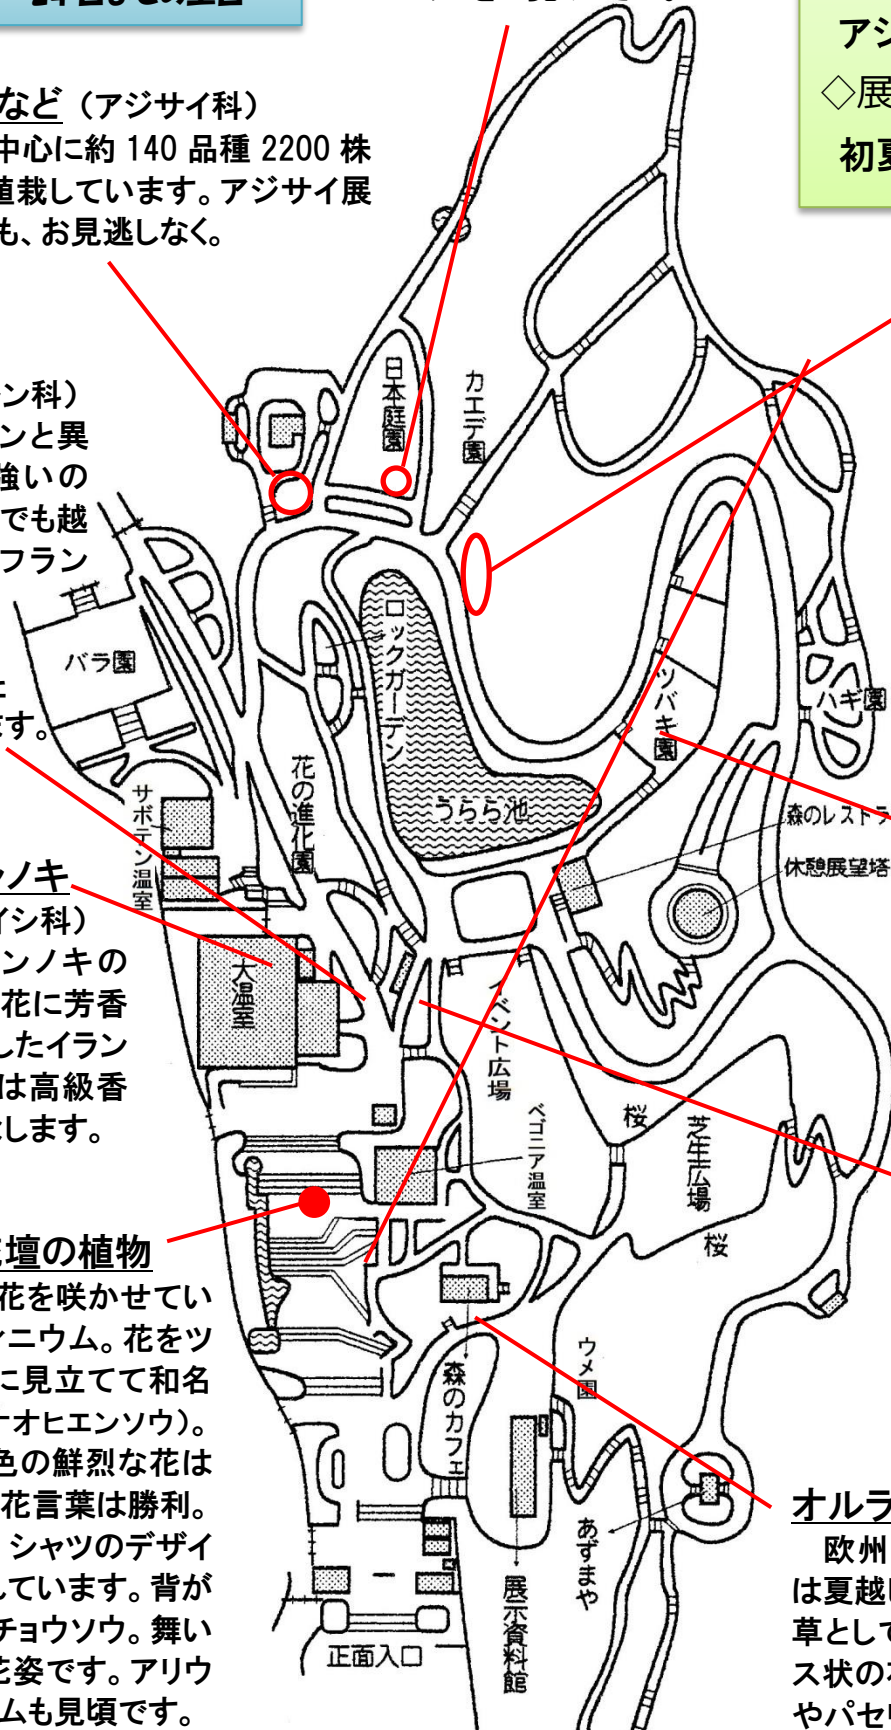 アジ
◇展
初夏
など（アジサイ科）
中心に約 140 品種 2200 株
植栽しています。アジサイ展
も、お見逃しなく。
ン科）
ンと異
強いの
でも越
フラン
す。
ノキ
イシ科）
ンノキの
花に芳香
したイラン
は高級香
します。
壇の植物
花を咲かせてい
ィニウム。花をツ
に見立てて和名
オオヒエンソウ）。
色の鮮烈な花は
花言葉は勝利。
シャツのデザイ
しています。背が
チョウソウ。舞い
花姿です。アリウ
ムも見頃です。
日本庭園
カエデ園
バラ園
ロックガーデン
ツバキ園
ハギ園
花の進化園
うらら池
サボテン温室
森のレストラ
休憩展望塔
大温室
イベント広場
ベゴニア温室
桜
芝生広場
桜
ウメ園
森のカフェ
あずまや
展示資料館
正面入口
オルラ
欧州
は夏越
草として
ス状の
やパセ